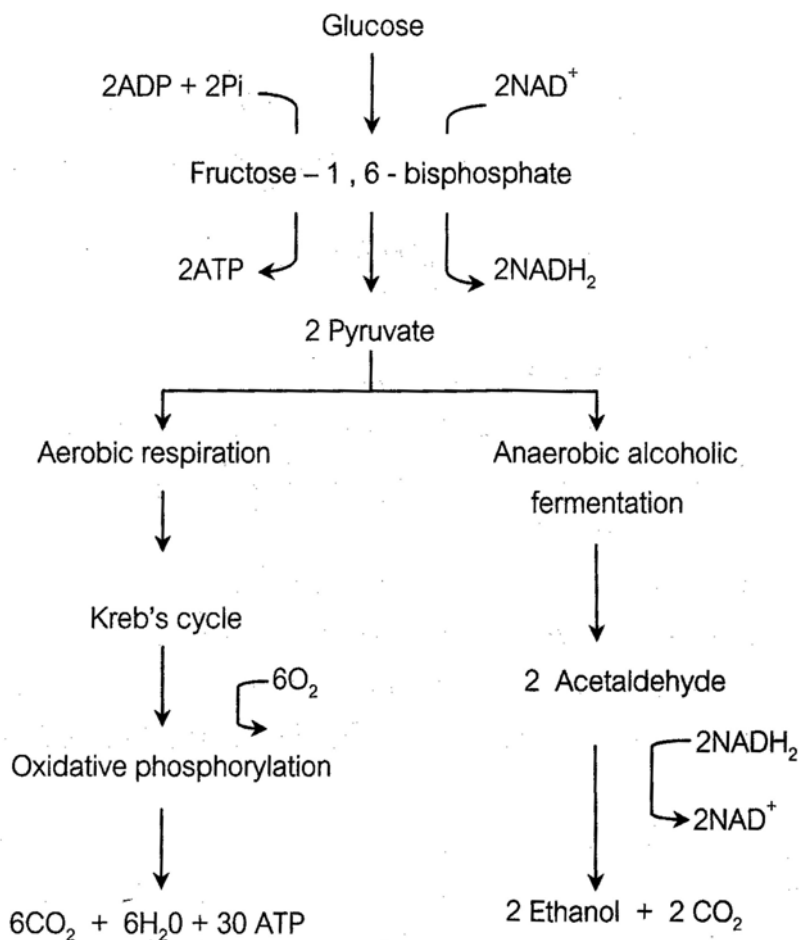 Glucose
2ADP + 2Pi
2NAD⁺
Fructose – 1 , 6 - bisphosphate
2ATP
2NADH₂
2 Pyruvate
Aerobic respiration
Anaerobic alcoholic
fermentation
Kreb's cycle
6O₂
2 Acetaldehyde
Oxidative phosphorylation
2NADH₂
2NAD⁺
6CO₂ + 6H₂0 + 30 ATP
2 Ethanol + 2 CO₂